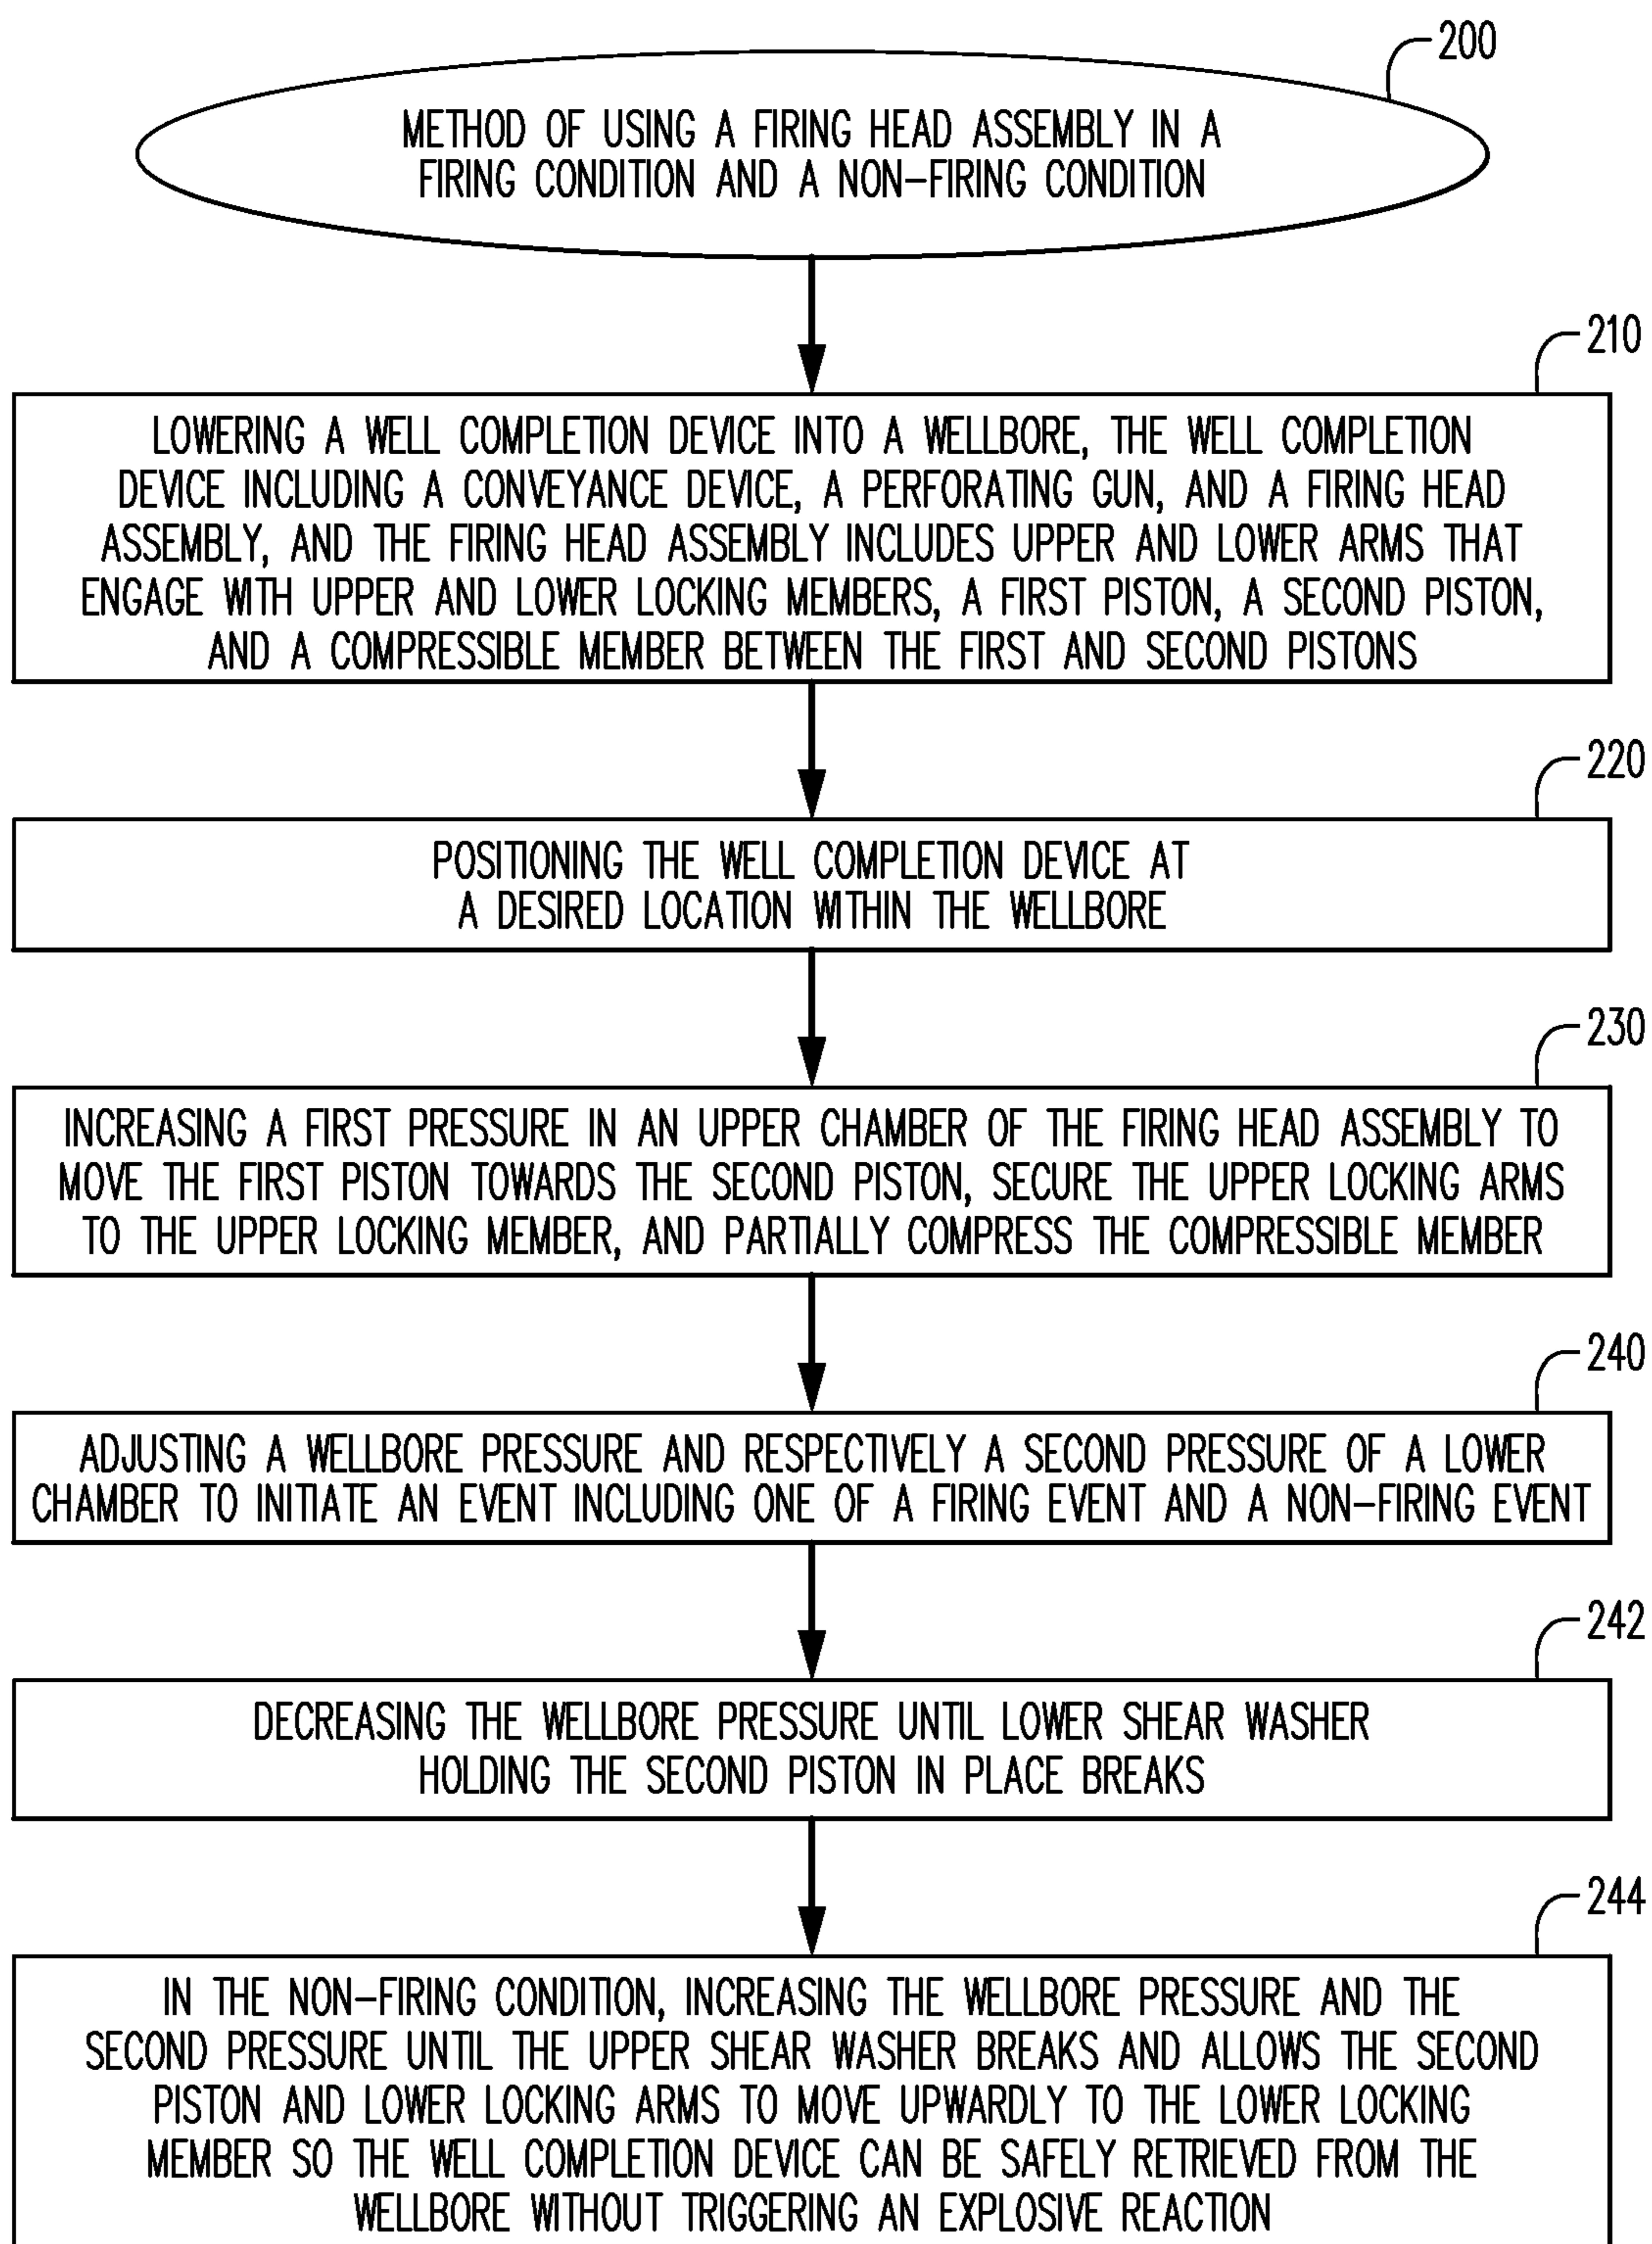 200
METHOD OF USING A FIRING HEAD ASSEMBLY IN A
FIRING CONDITION AND A NON-FIRING CONDITION
210
LOWERING A WELL COMPLETION DEVICE INTO A WELLBORE, THE WELL COMPLETION
DEVICE INCLUDING A CONVEYANCE DEVICE, A PERFORATING GUN, AND A FIRING HEAD
ASSEMBLY, AND THE FIRING HEAD ASSEMBLY INCLUDES UPPER AND LOWER ARMS THAT
ENGAGE WITH UPPER AND LOWER LOCKING MEMBERS, A FIRST PISTON, A SECOND PISTON,
AND A COMPRESSIBLE MEMBER BETWEEN THE FIRST AND SECOND PISTONS
220
POSITIONING THE WELL COMPLETION DEVICE AT
A DESIRED LOCATION WITHIN THE WELLBORE
230
INCREASING A FIRST PRESSURE IN AN UPPER CHAMBER OF THE FIRING HEAD ASSEMBLY TO
MOVE THE FIRST PISTON TOWARDS THE SECOND PISTON, SECURE THE UPPER LOCKING ARMS
TO THE UPPER LOCKING MEMBER, AND PARTIALLY COMPRESS THE COMPRESSIBLE MEMBER
240
ADJUSTING A WELLBORE PRESSURE AND RESPECTIVELY A SECOND PRESSURE OF A LOWER
CHAMBER TO INITIATE AN EVENT INCLUDING ONE OF A FIRING EVENT AND A NON-FIRING EVENT
242
DECREASING THE WELLBORE PRESSURE UNTIL LOWER SHEAR WASHER
HOLDING THE SECOND PISTON IN PLACE BREAKS
244
IN THE NON-FIRING CONDITION, INCREASING THE WELLBORE PRESSURE AND THE
SECOND PRESSURE UNTIL THE UPPER SHEAR WASHER BREAKS AND ALLOWS THE SECOND
PISTON AND LOWER LOCKING ARMS TO MOVE UPWARDLY TO THE LOWER LOCKING
MEMBER SO THE WELL COMPLETION DEVICE CAN BE SAFELY RETRIEVED FROM THE
WELLBORE WITHOUT TRIGGERING AN EXPLOSIVE REACTION